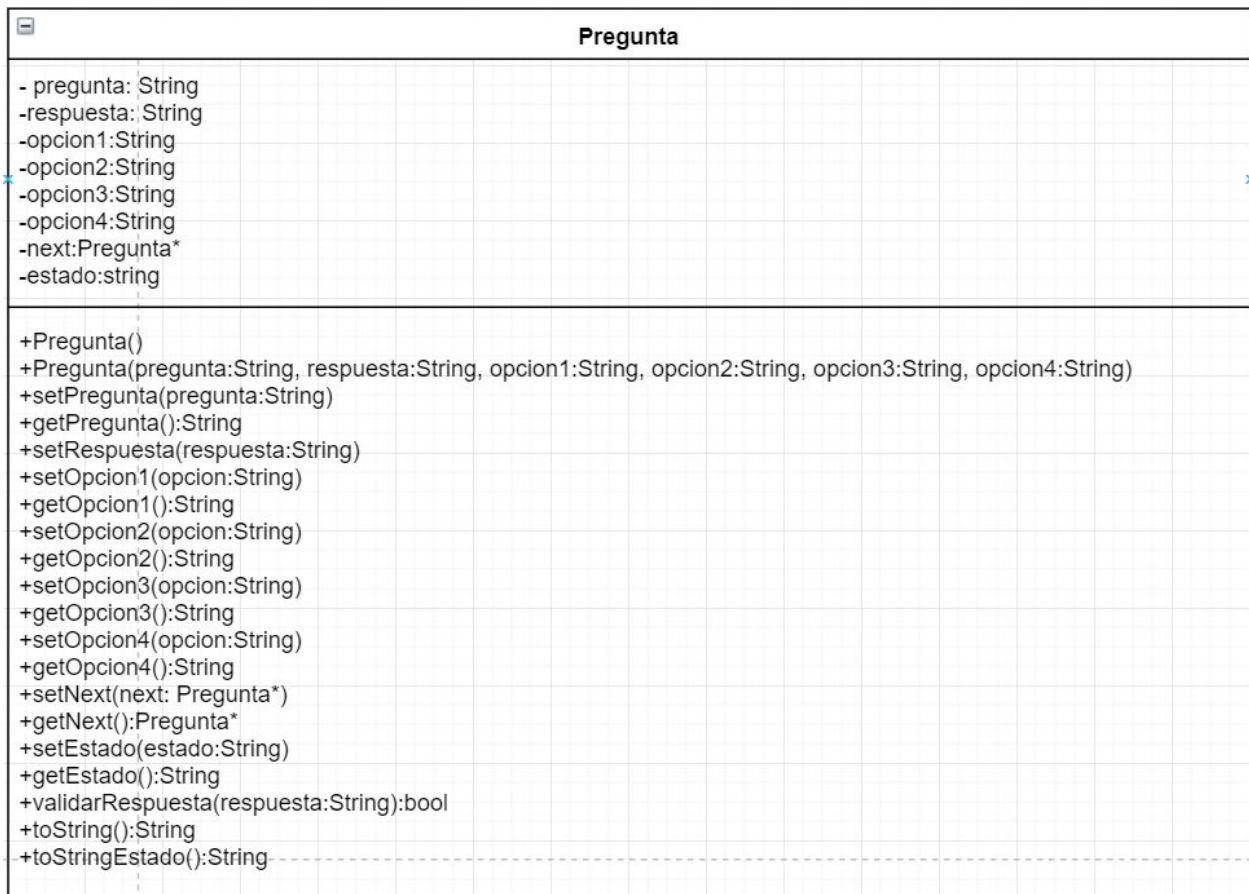 Pregunta
- pregunta: String
-respuesta: String
-opcion1:String
-opcion2:String
-opcion3:String
-opcion4:String
-next:Pregunta*
-estado:string
+Pregunta()
+Pregunta(pregunta:String, respuesta:String, opcion1:String, opcion2:String, opcion3:String, opcion4:String)
+setPregunta(pregunta:String)
+getPregunta():String
+setRespuesta(respuesta:String)
+setOpcion1(opcion:String)
+getOpcion1():String
+setOpcion2(opcion:String)
+getOpcion2():String
+setOpcion3(opcion:String)
+getOpcion3():String
+setOpcion4(opcion:String)
+getOpcion4():String
+setNext(next: Pregunta*)
+getNext():Pregunta*
+setEstado(estado:String)
+getEstado():String
+validarRespuesta(respuesta:String):bool
+toString():String
+toStringEstado():String